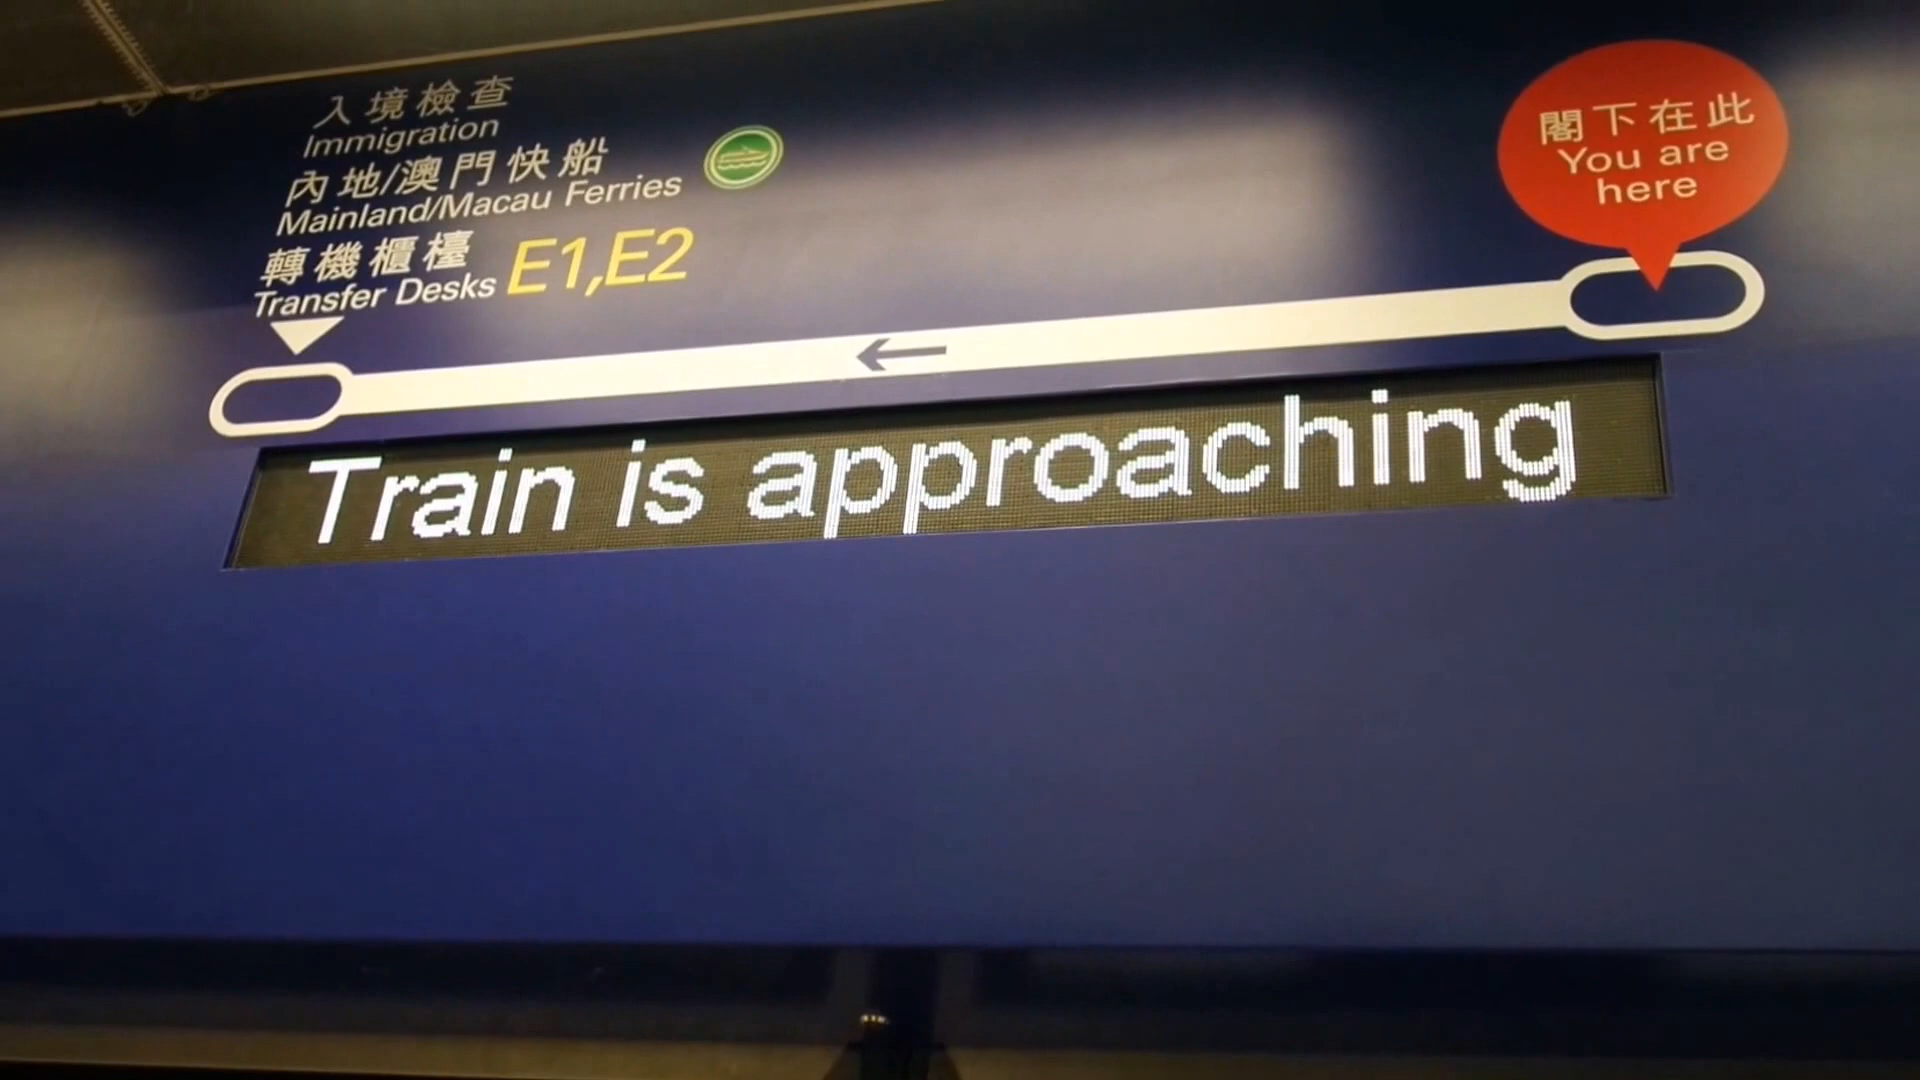 入境檢查
Immigration
內地/澳門快船
Mainland/Macau Ferries
轉機櫃檯
Transfer Desks E1,E2
閣下在此
You are
here
Train is approaching